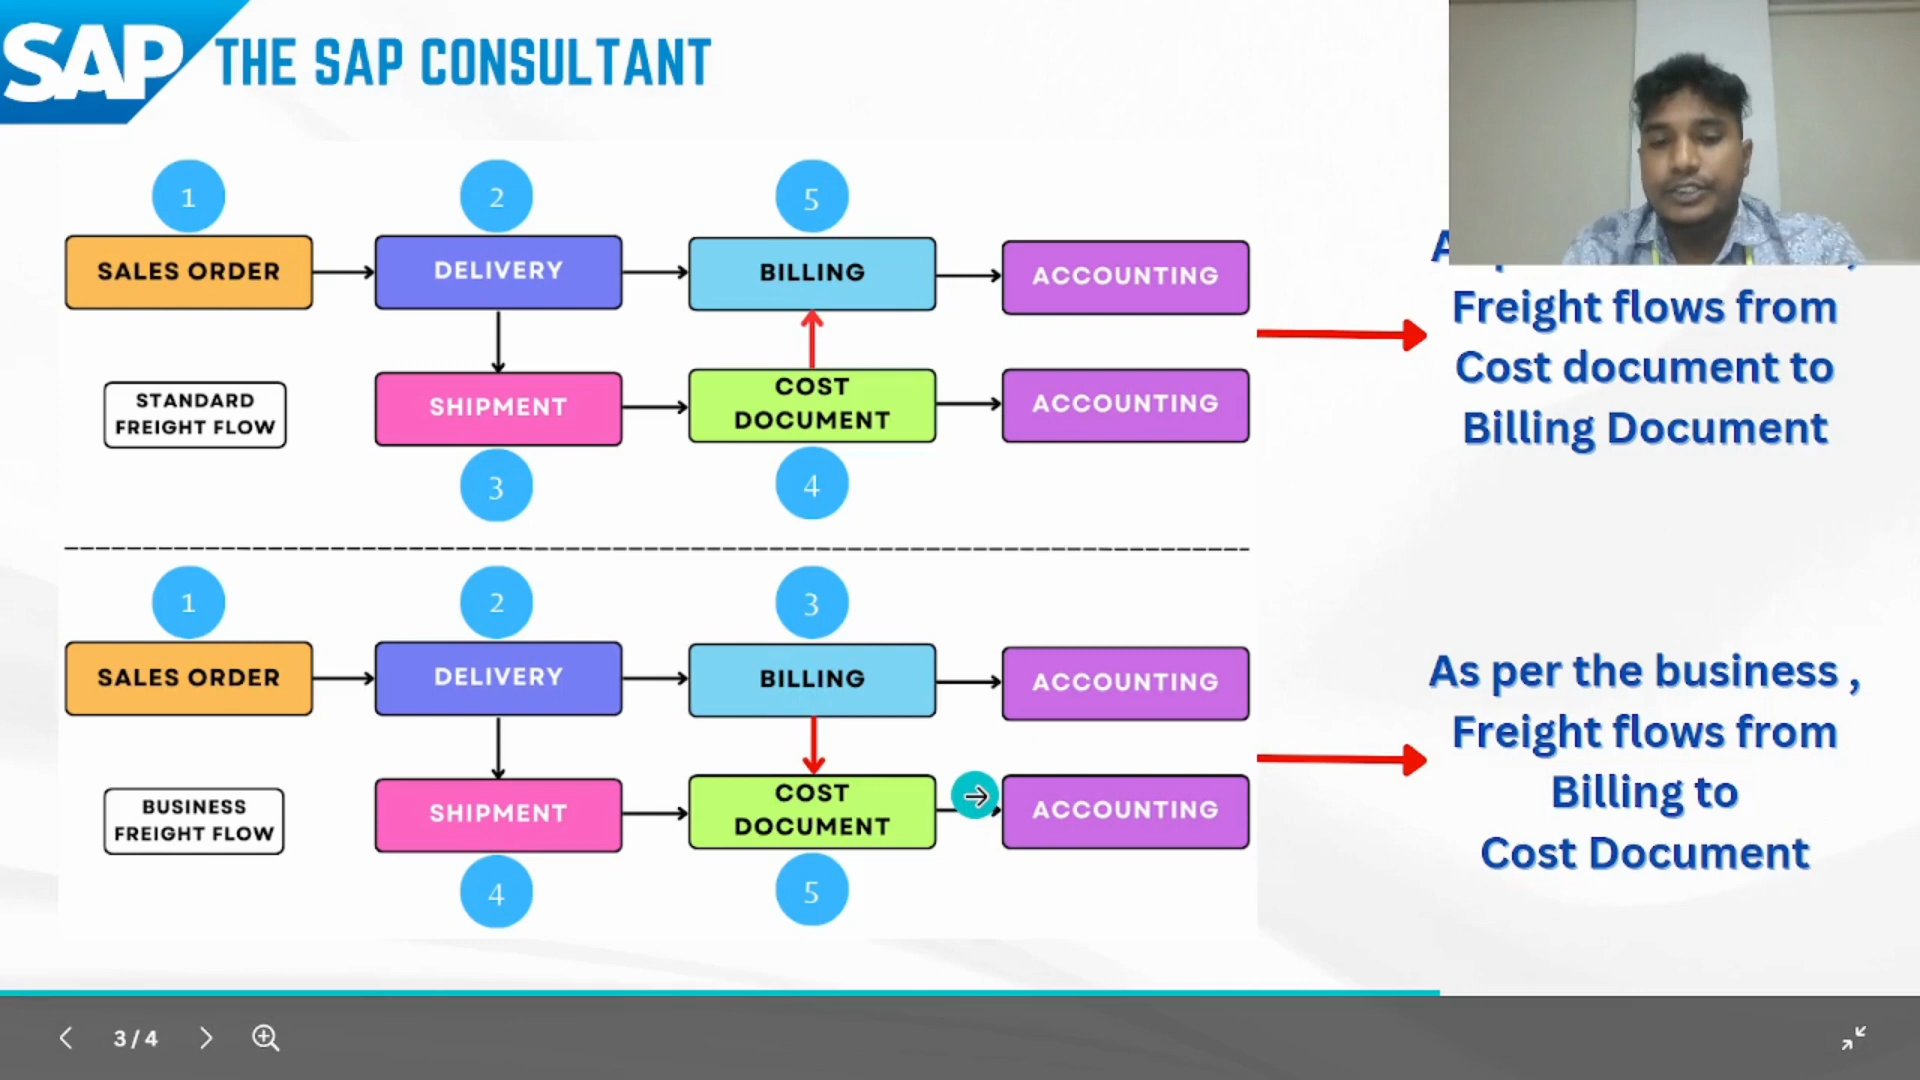 SAP THE SAP CONSULTANT
1 2 5
SALES ORDER DELIVERY BILLING ACCOUNTING
STANDARD
FREIGHT FLOW
SHIPMENT COST
DOCUMENT ACCOUNTING
3 4
Freight flows from
Cost document to
Billing Document
1 2 3
SALES ORDER DELIVERY BILLING ACCOUNTING
BUSINESS
FREIGHT FLOW
SHIPMENT COST
DOCUMENT ACCOUNTING
4 5
As per the business ,
Freight flows from
Billing to
Cost Document
3 / 4